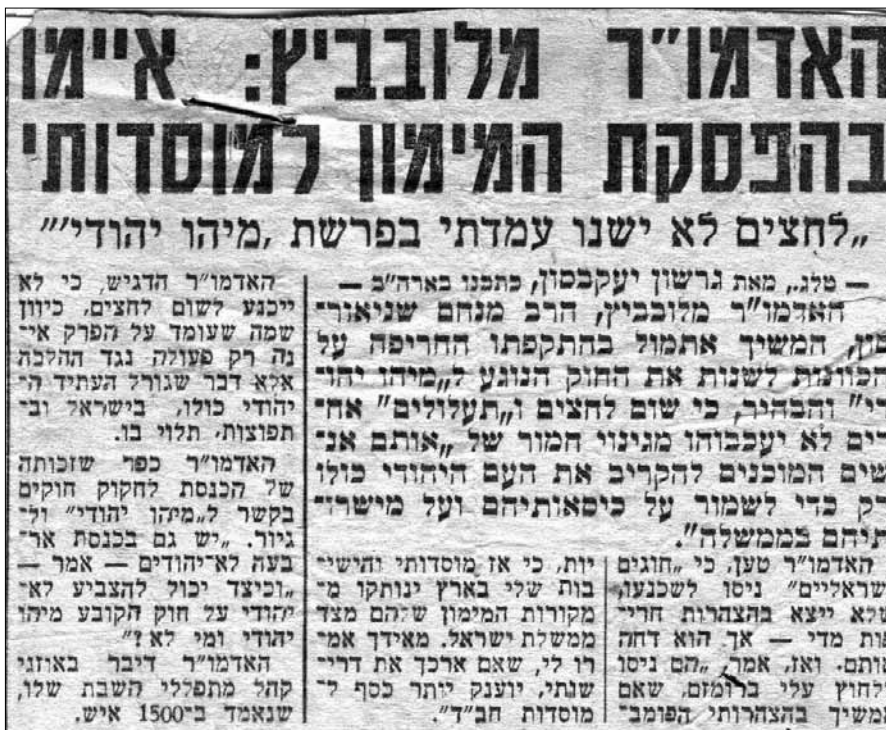 האדמו"ר מלובביץ: איימו
בהפסקת המימון למוסדותי
„לחצים לא ישנו עמדתי בפרשת ‚מיהו יהודי'"
— טלג., מאת גרשון יעקבסון, כתבנו בארה"ב —
האדמו"ר מלובביץ, הרב מנחם שניאור־
סון, המשיך אתמול בהתקפתו החריפה על
הכוונות לשנות את החוק הנוגע ל„מיהו יהו־
די" והבהיר, כי שום לחצים ו„תעלולים" אח־
רים לא יעכבוהו מגינוי חמור של „אותם אנ־
שים המוכנים להקריב את העם היהודי כולו
רק כדי לשמור על כיסאותיהם ועל מישרו־
תיהם בממשלה".
האדמו"ר טען, כי „חוגים
ישראליים" ניסו לשכנעו,
שלא ייצא בהצהרות חרי־
פות מדי — אך הוא דחה
אותם. ואז, אמר, „הם ניסו
ללחוץ עלי ברומזם, שאם
אמשיך בהצהרותי הפומב־
יות, כי אז מוסדותי והישי־
בות שלי בארץ ינותקו מ־
מקורות המימון שלהם מצד
ממשלת ישראל. מאידך אמ־
רו לי, שאם ארכך את דרי־
שותי, יוענק יותר כסף ל־
מוסדות חב"ד".
האדמו"ר הדגיש, כי לא
ייכנע לשום לחצים, כיוון
שמה שעומד על הפרק אי־
נה רק פעולה נגד ההלכה
אלא דבר שגורל העתיד ה־
יהודי כולו, בישראל וב־
תפוצות, תלוי בו.
האדמו"ר כפר שזכותה
של הכנסת לחקוק חוקים
בקשר ל„מיהו יהודי" ול־
גיור. „יש גם בכנסת אר־
בעה לא־יהודים — אמר —
„וכיצד יכול להצביע לא־
יהודי על חוק הקובע מיהו
יהודי ומי לא?"
האדמו"ר דיבר באוזני
קהל מתפללי השבת שלו,
שנאמד ב־1500 איש.